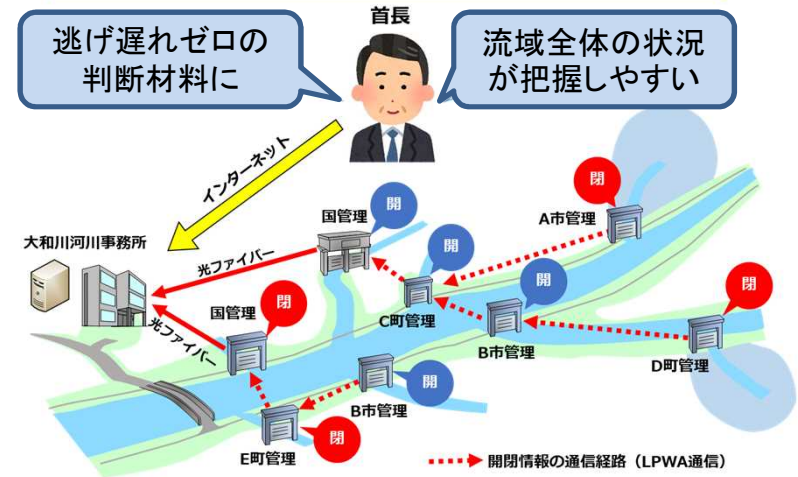 首長
逃げ遅れゼロの
判断材料に
流域全体の状況
が把握しやすい
インターネット
大和川河川事務所
光ファイバー
光ファイバー
国管理
開
国管理
閉
C町管理
開
A市管理
閉
B市管理
開
D町管理
閉
B市管理
開
E町管理
閉
開閉情報の通信経路（LPWA通信）